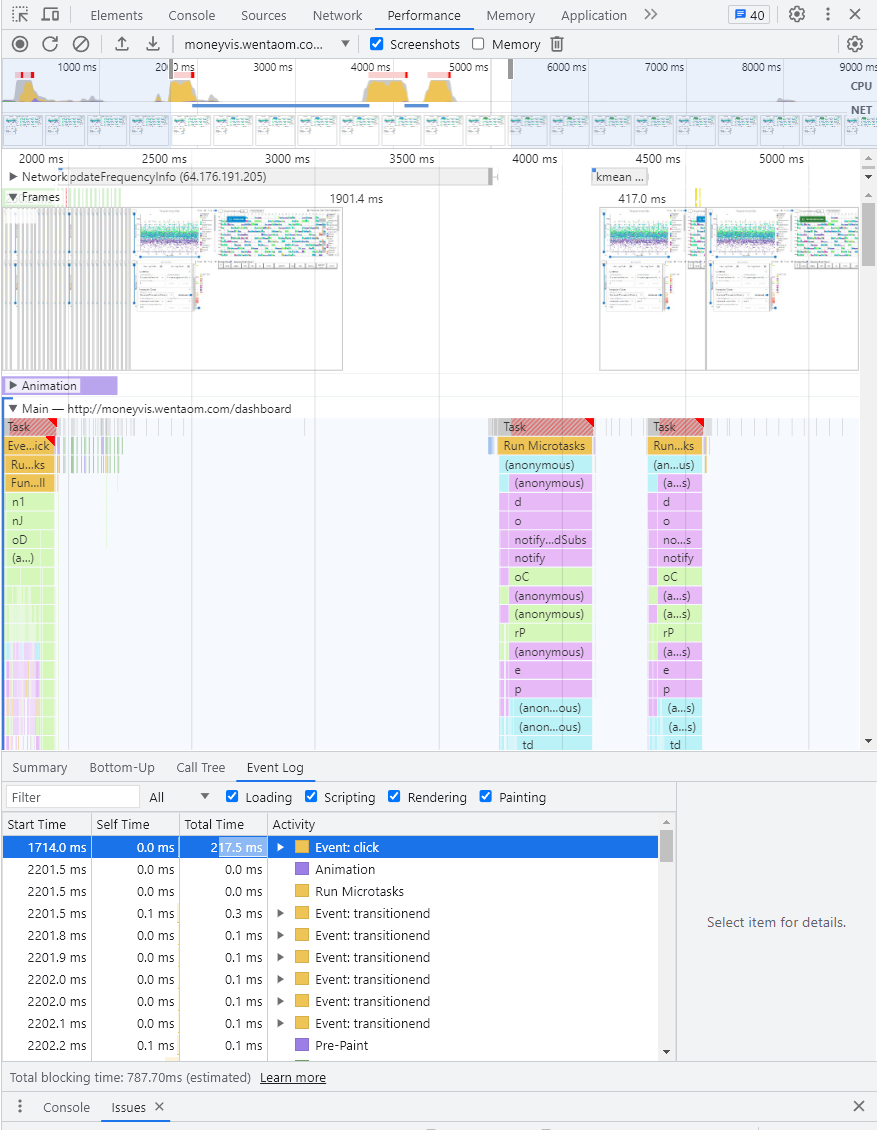 Elements Console Sources Network Performance Memory Application 40
moneyvis.wentaom.co... Screenshots Memory
1000 ms 3000 ms 4000 ms 5000 ms 6000 ms 7000 ms 8000 ms 9000 ms
CPU
NET
2000 ms 2500 ms 3000 ms 3500 ms 4000 ms 4500 ms 5000 ms
Network pdateFrequencyInfo (64.176.191.205) kmean ...
Frames 1901.4 ms 417.0 ms
Animation
Main — http://moneyvis.wentaom.com/dashboard
Task Task Task
Eve...ick Run Microtasks Run...ks
Ru...ks (anonymous) (an...us)
Fun...ll (anonymous) (a...s)
n1 d d
nJ o o
oD notify...dSubs no...s
(a...) notify notify
oC oC
(anonymous) (a...s)
(anonymous) (a...s)
rP rP
(anonymous) (a...s)
e e
p p
(anon...ous) (a...s)
(anon...ous) (a...s)
td td
Summary Bottom-Up Call Tree Event Log
Filter All Loading Scripting Rendering Painting
Start Time Self Time Total Time Activity
1714.0 ms 0.0 ms 217.5 ms Event: click
2201.5 ms 0.0 ms 0.0 ms Animation
2201.5 ms 0.0 ms 0.0 ms Run Microtasks
2201.5 ms 0.1 ms 0.3 ms Event: transitionend
2201.8 ms 0.0 ms 0.1 ms Event: transitionend
2201.9 ms 0.0 ms 0.1 ms Event: transitionend
2202.0 ms 0.0 ms 0.1 ms Event: transitionend
2202.0 ms 0.0 ms 0.1 ms Event: transitionend
2202.1 ms 0.0 ms 0.1 ms Event: transitionend
2202.2 ms 0.1 ms 0.1 ms Pre-Paint
Select item for details.
Total blocking time: 787.70ms (estimated) Learn more
Console Issues